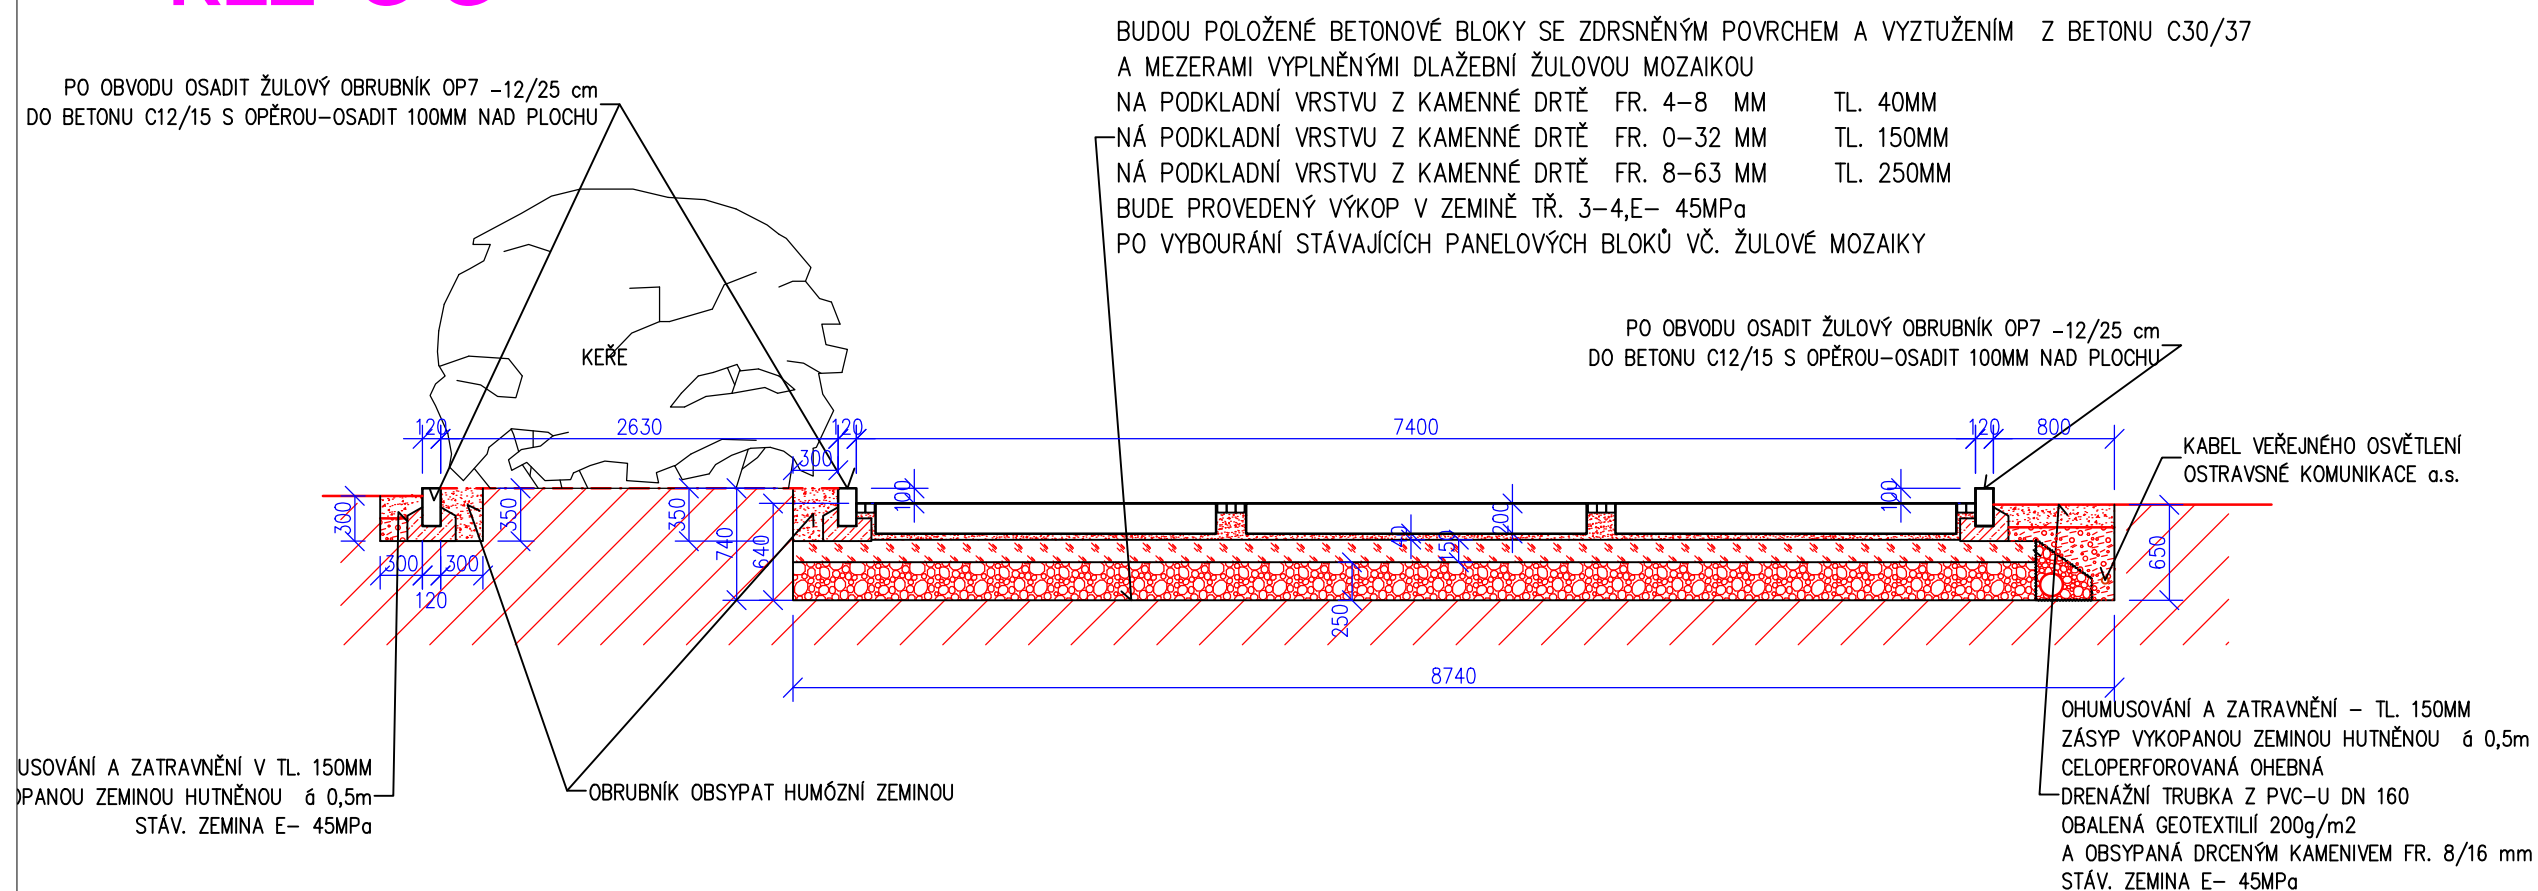 BUDOU POLOŽENÉ BETONOVÉ BLOKY SE ZDRSNĚNÝM POVRCHEM A VYZTUŽENÍM Z BETONU C30/37
A MEZERAMI VYPLNĚNÝMI DLAŽEBNÍ ŽULOVOU MOZAIKOU
NA PODKLADNÍ VRSTVU Z KAMENNÉ DRTĚ FR. 4-8 MM TL. 40MM
NÁ PODKLADNÍ VRSTVU Z KAMENNÉ DRTĚ FR. 0-32 MM TL. 150MM
NÁ PODKLADNÍ VRSTVU Z KAMENNÉ DRTĚ FR. 8-63 MM TL. 250MM
BUDE PROVEDENÝ VÝKOP V ZEMINĚ TŘ. 3-4,E- 45MPa
PO VYBOURÁNÍ STÁVAJÍCÍCH PANELOVÝCH BLOKŮ VČ. ŽULOVÉ MOZAIKY
PO OBVODU OSADIT ŽULOVÝ OBRUBNÍK OP7 -12/25 cm
DO BETONU C12/15 S OPĚROU-OSADIT 100MM NAD PLOCHU
PO OBVODU OSADIT ŽULOVÝ OBRUBNÍK OP7 -12/25 cm
DO BETONU C12/15 S OPĚROU-OSADIT 100MM NAD PLOCHU
KEŘE
120 2630 120 7400 120 800
300
KABEL VEŘEJNÉHO OSVĚTLENÍ
OSTRAVSNÉ KOMUNIKACE a.s.
300 350 350 740 640 100 40 150 200 100 650
300 300
120
250
8740
USOVÁNÍ A ZATRAVNĚNÍ V TL. 150MM
OPANOU ZEMINOU HUTNĚNOU á 0,5m
STÁV. ZEMINA E- 45MPa
OBRUBNÍK OBSYPAT HUMÓZNÍ ZEMINOU
OHUMUSOVÁNÍ A ZATRAVNĚNÍ - TL. 150MM
ZÁSYP VYKOPANOU ZEMINOU HUTNĚNOU á 0,5m
CELOPERFOROVANÁ OHEBNÁ
DRENÁŽNÍ TRUBKA Z PVC-U DN 160
OBALENÁ GEOTEXTILIÍ 200g/m2
A OBSYPANÁ DRCENÝM KAMENIVEM FR. 8/16 mm
STÁV. ZEMINA E- 45MPa